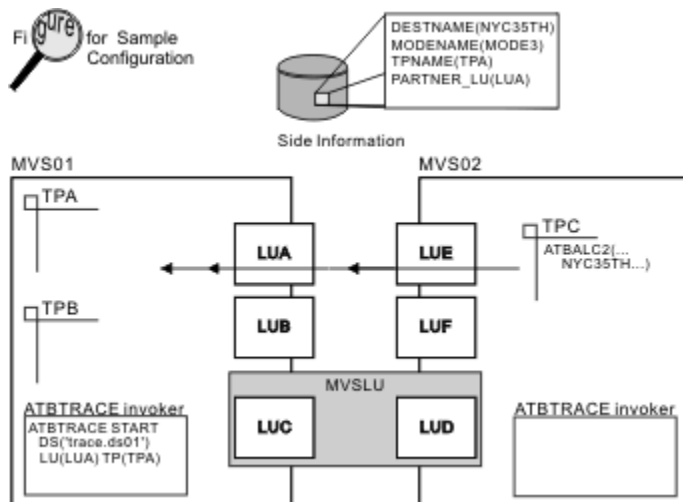 Figure for Sample
Configuration
DESTNAME(NYC35TH)
MODENAME(MODE3)
TPNAME(TPA)
PARTNER_LU(LUA)
Side Information
MVS01
MVS02
TPA
TPC
ATBALC2(...
NYC35TH...)
LUA
LUE
TPB
LUB
LUF
MVSLU
LUC
LUD
ATBTRACE invoker
ATBTRACE START
DS('trace.ds01')
LU(LUA) TP(TPA)
ATBTRACE invoker